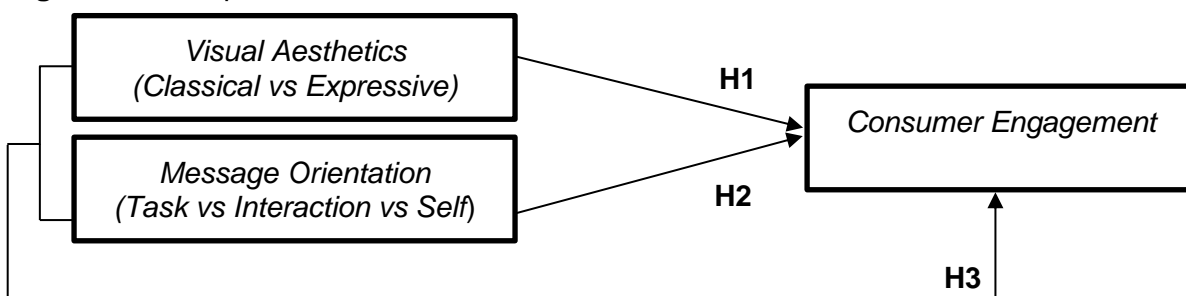 Visual Aesthetics
(Classical vs Expressive)
H1
Consumer Engagement
Message Orientation
(Task vs Interaction vs Self)
H2
H3